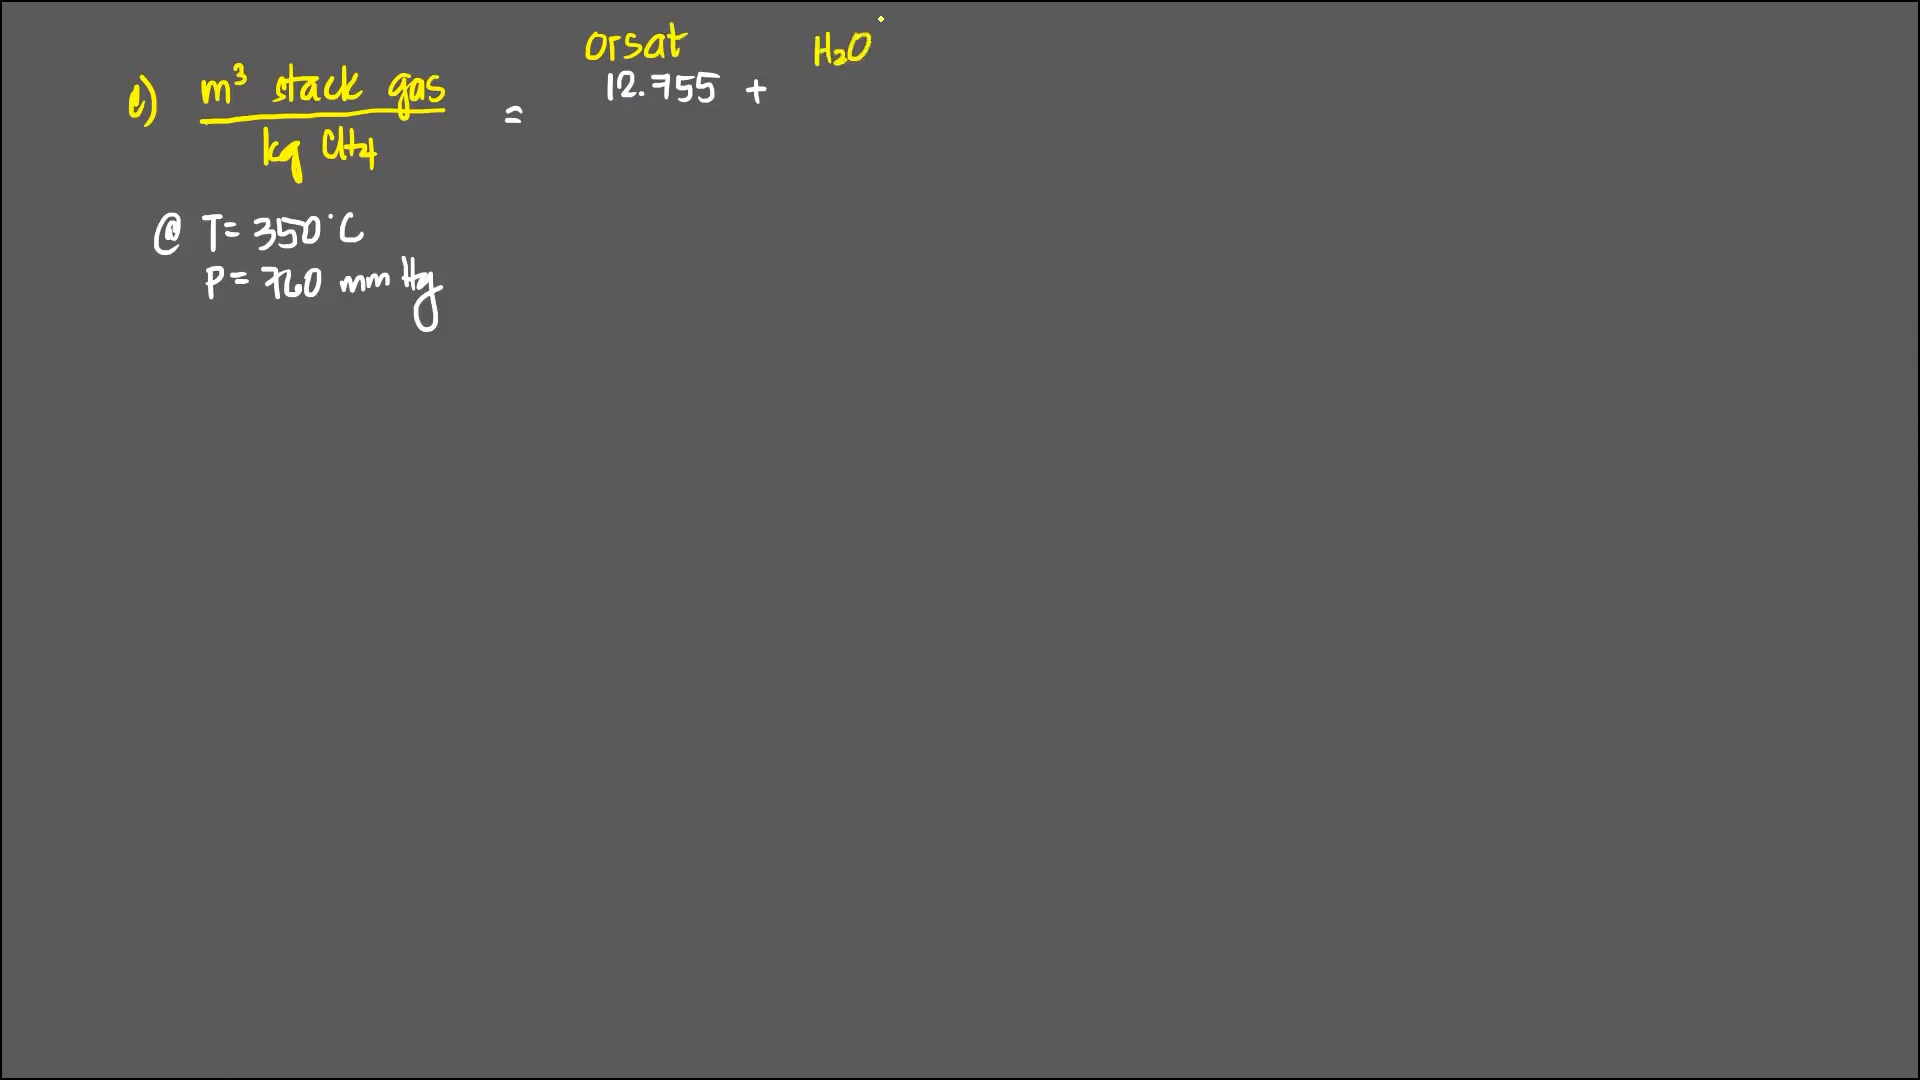 Orsat H₂O
e) m³ stack gas / kg CH4 = 12.755 +
@ T= 350°C
P= 760 mm Hg